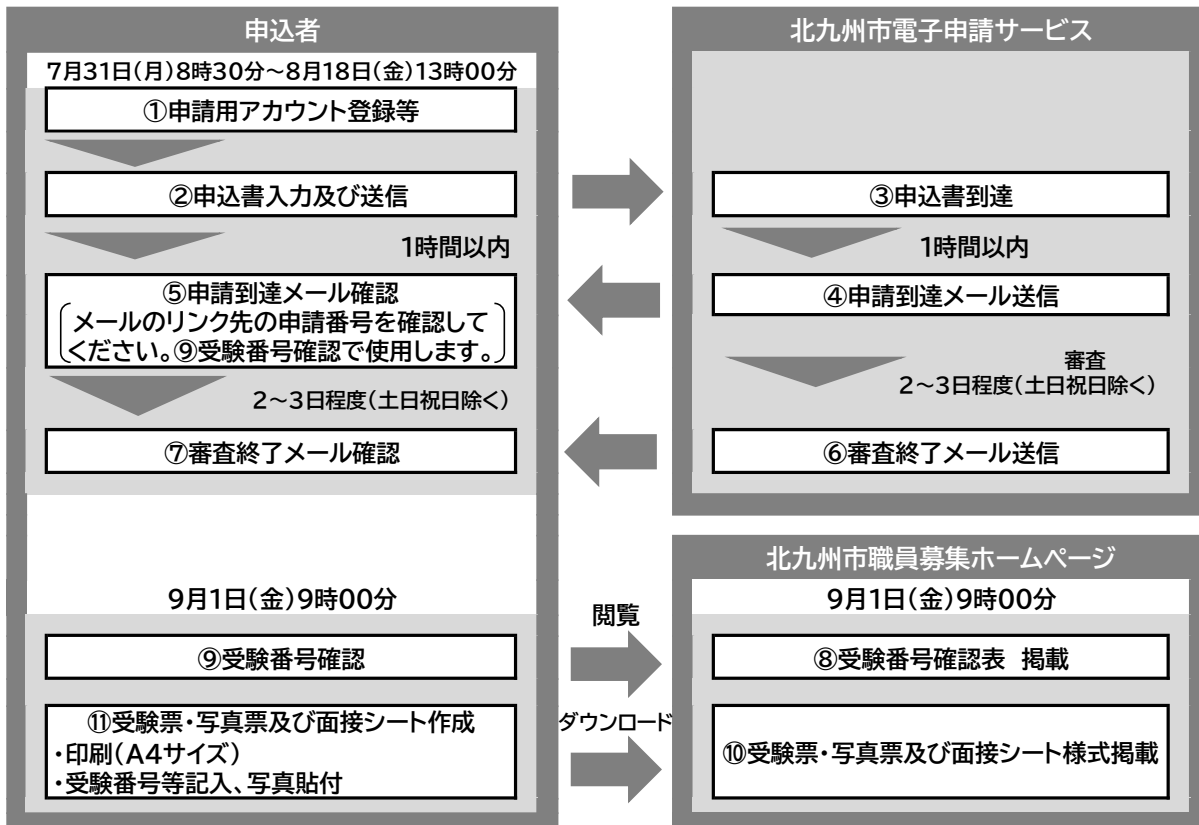 申込者
7月31日(月)8時30分～8月18日(金)13時00分
①申請用アカウント登録等
②申込書入力及び送信
1時間以内
⑤申請到達メール確認
メールのリンク先の申請番号を確認して
ください。⑨受験番号確認で使用します。
2～3日程度(土日祝日除く)
⑦審査終了メール確認
9月1日(金)9時00分
⑨受験番号確認
⑪受験票・写真票及び面接シート作成
・印刷(A4サイズ)
・受験番号等記入、写真貼付
閲覧
ダウンロード
北九州市電子申請サービス
③申込書到達
1時間以内
④申請到達メール送信
審査
2～3日程度(土日祝日除く)
⑥審査終了メール送信
北九州市職員募集ホームページ
9月1日(金)9時00分
⑧受験番号確認表　掲載
⑩受験票・写真票及び面接シート様式掲載